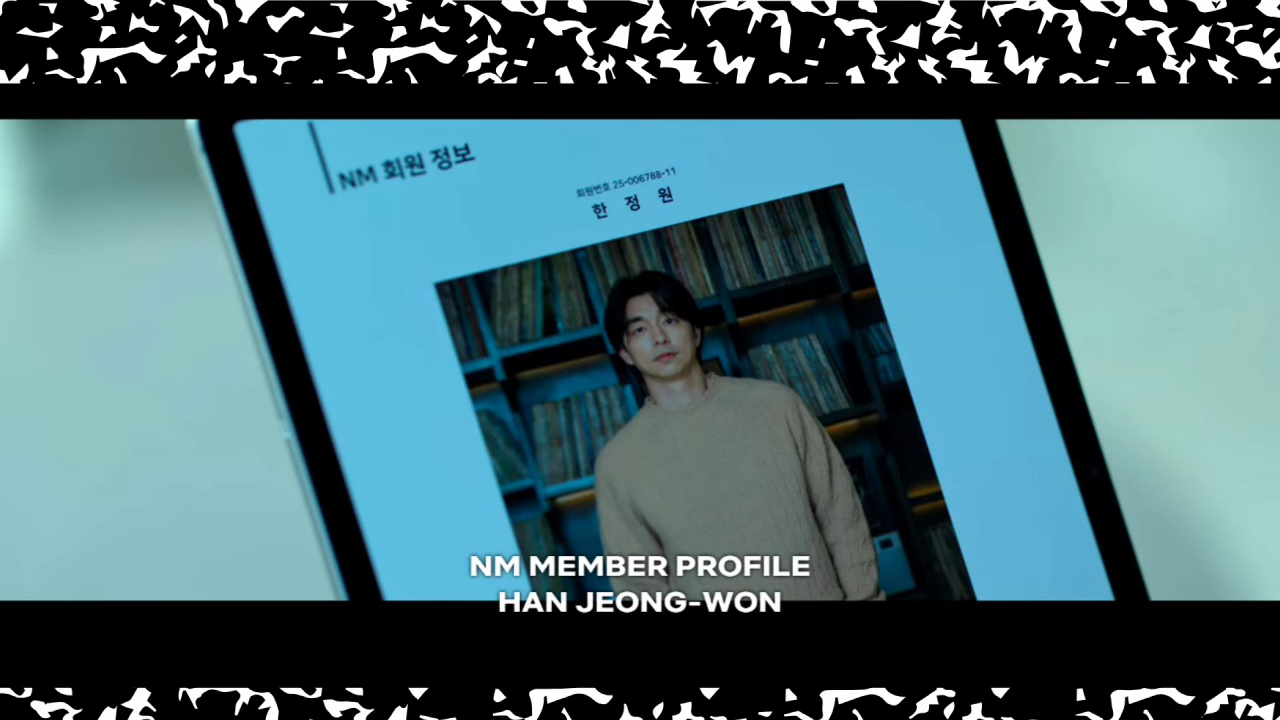 NM 회원 정보
회원번호 25-006788-11
한 정 원
NM MEMBER PROFILE
HAN JEONG-WON